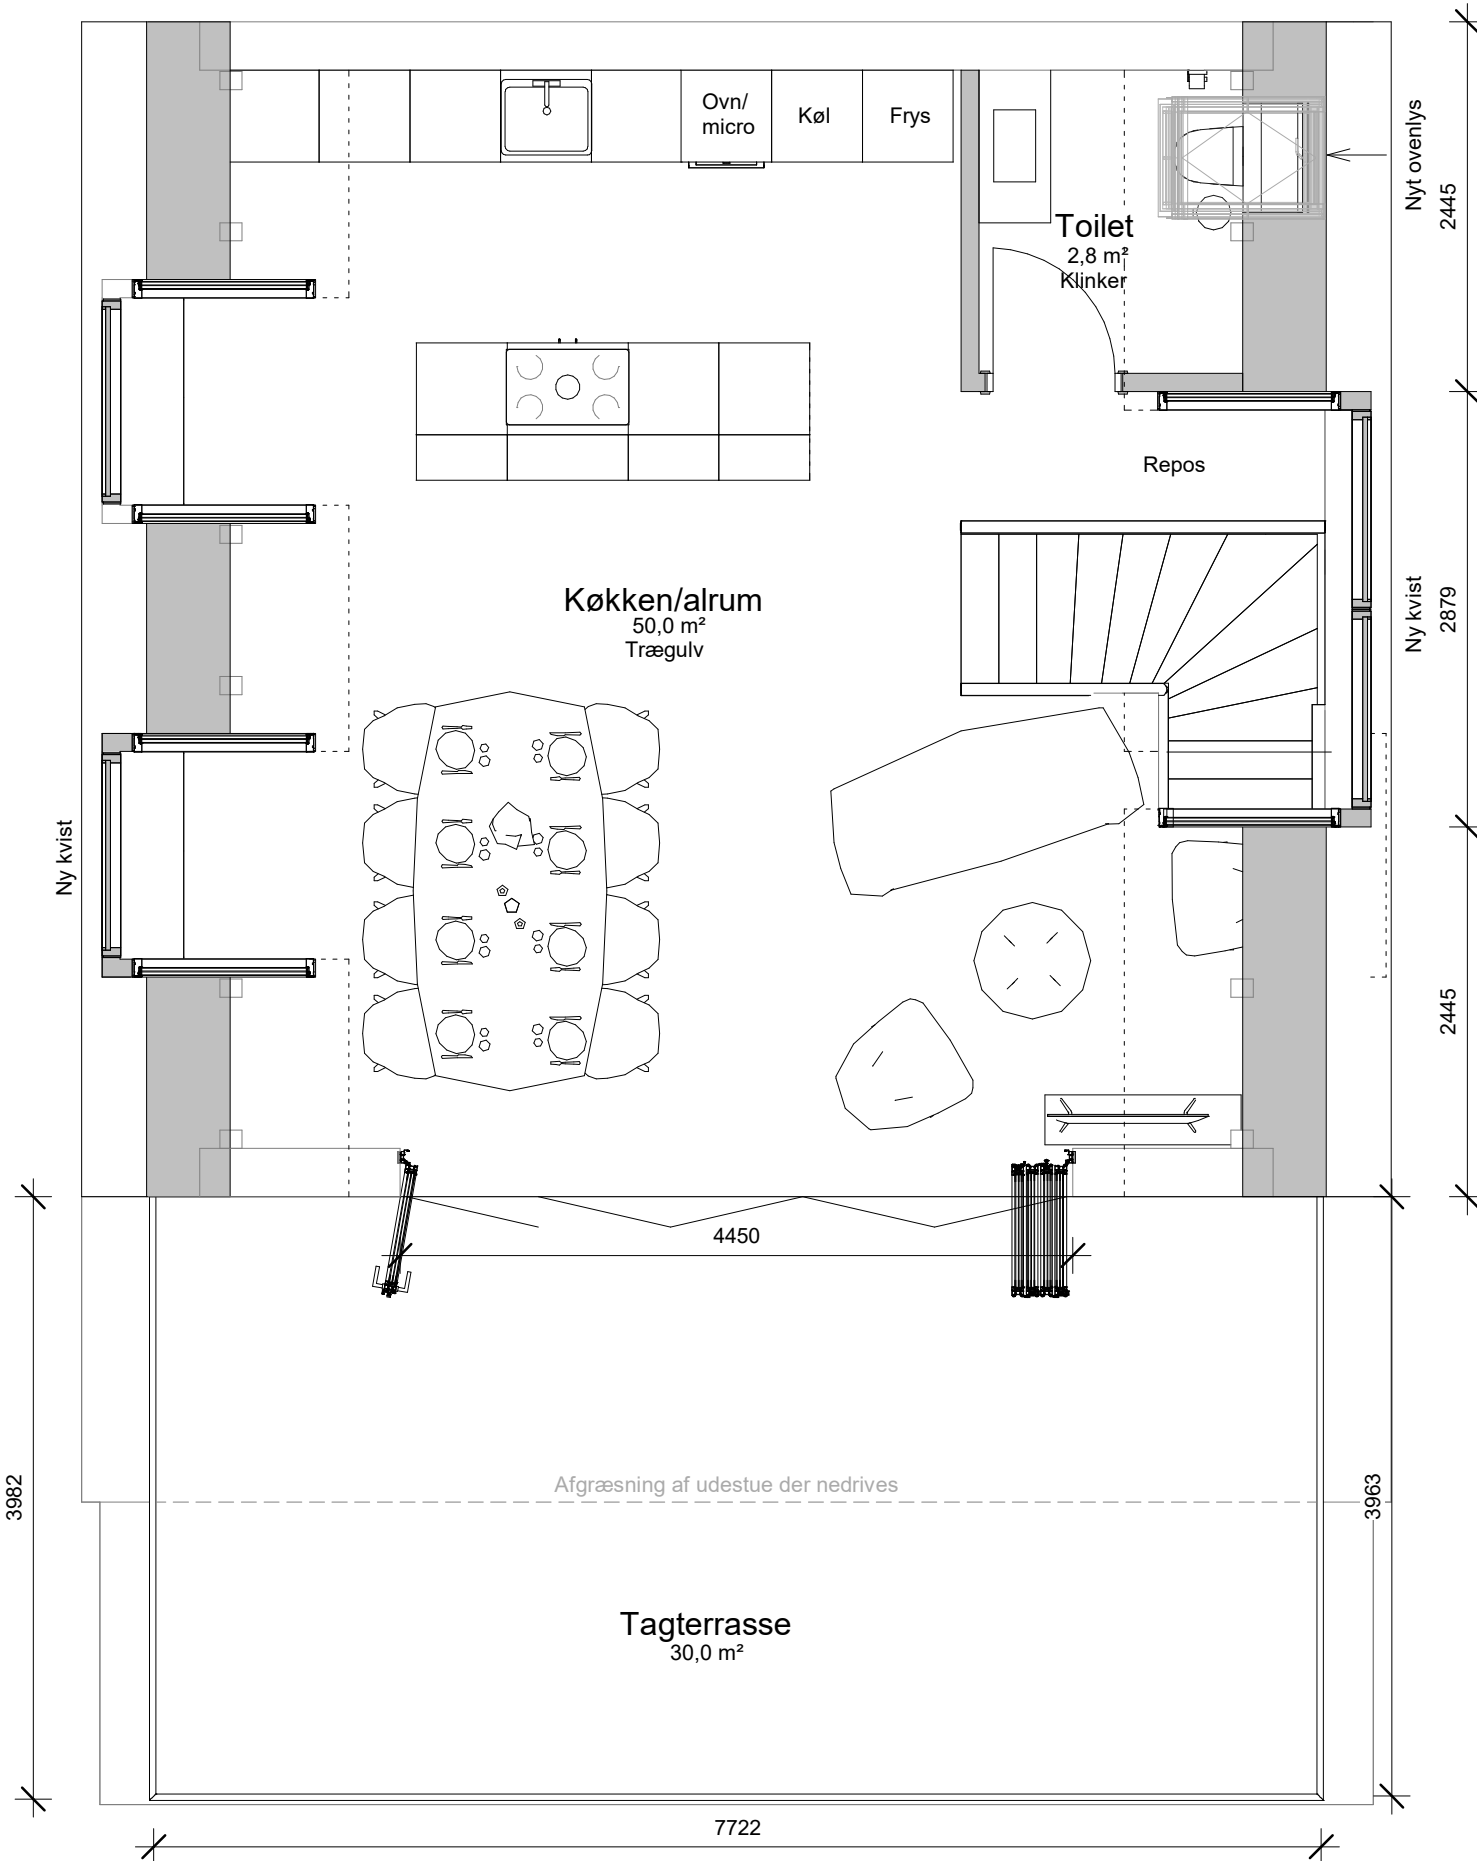 Ovn/
micro
Køl
Frys
Nyt ovenlys
2445
Toilet
2,8 m²
Klinker
Repos
Køkken/alrum
50,0 m²
Trægulv
Ny kvist
2879
Ny kvist
2445
4450
Afgræsning af udestue der nedrives
3982
3963
Tagterrasse
30,0 m²
7722